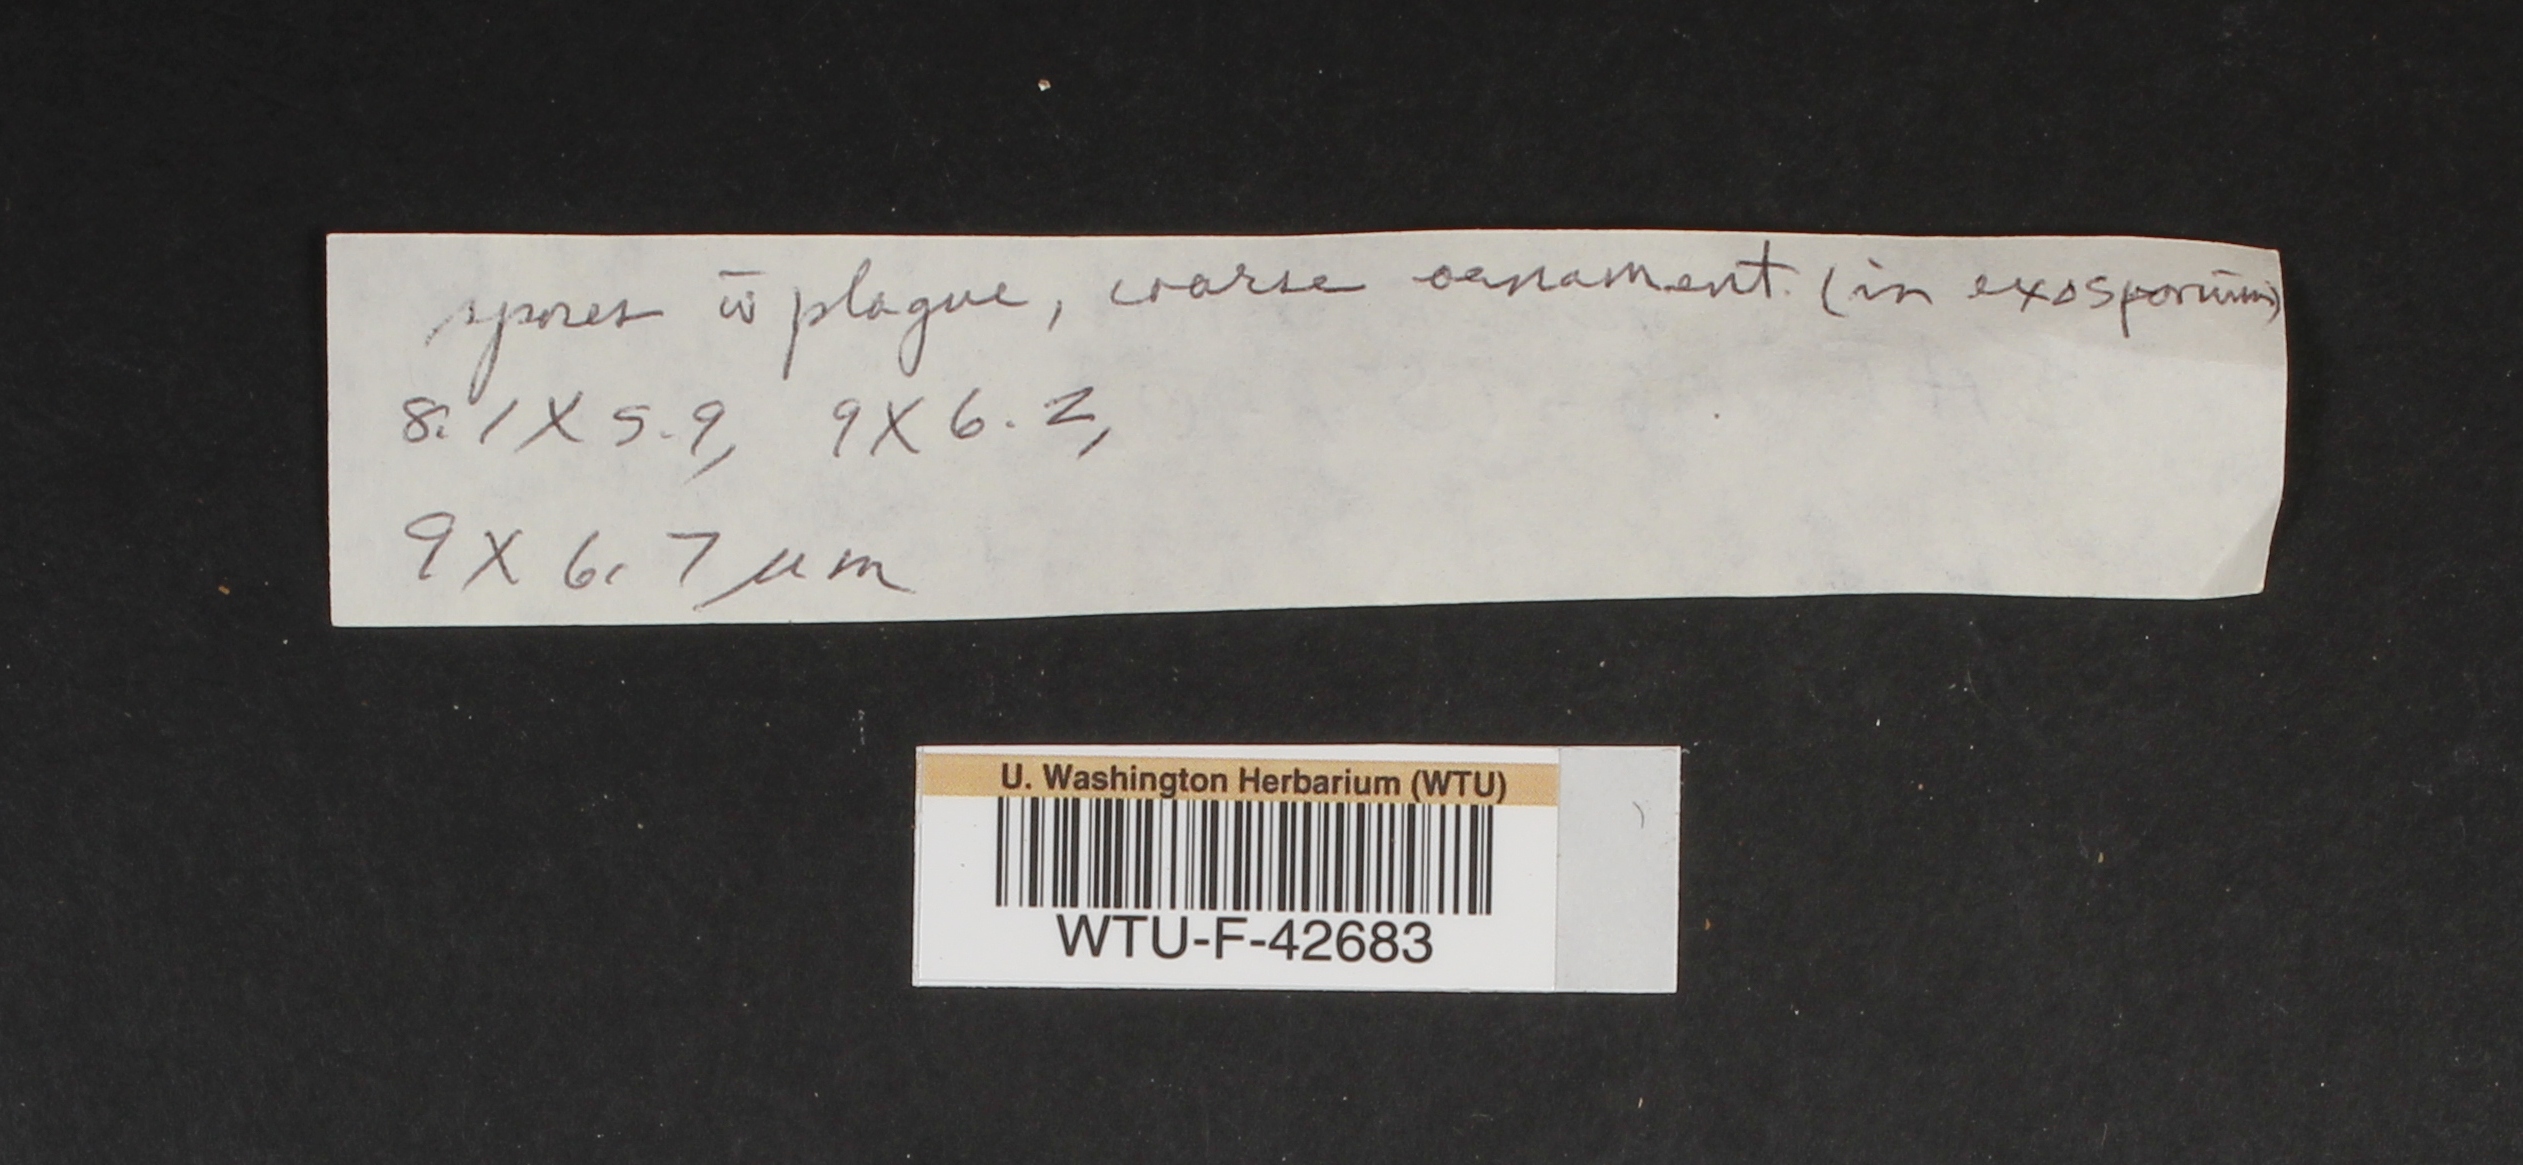 spores w̄ plague, coarse ornament. (in exosporium)
8.1 X 5.9, 9 X 6.2,
9 X 6.7 µm
U. Washington Herbarium (WTU)
WTU-F-42683